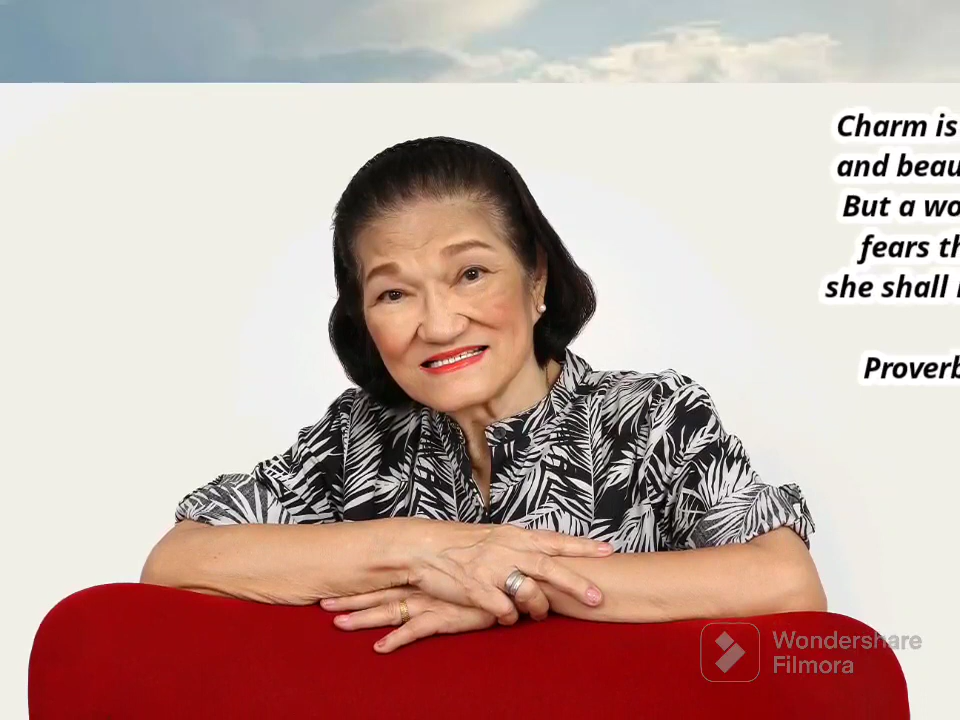 Charm is
and beau
But a wo
fears th
she shall
Proverb
Wondershare
Filmora